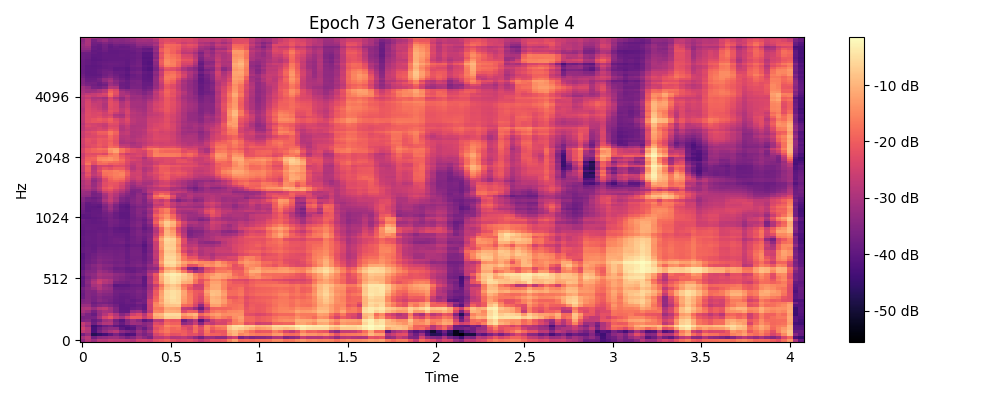 Epoch 73 Generator 1 Sample 4
Hz
4096
2048
1024
512
0
0 0.5 1 1.5 2 2.5 3 3.5 4
Time
-10 dB
-20 dB
-30 dB
-40 dB
-50 dB